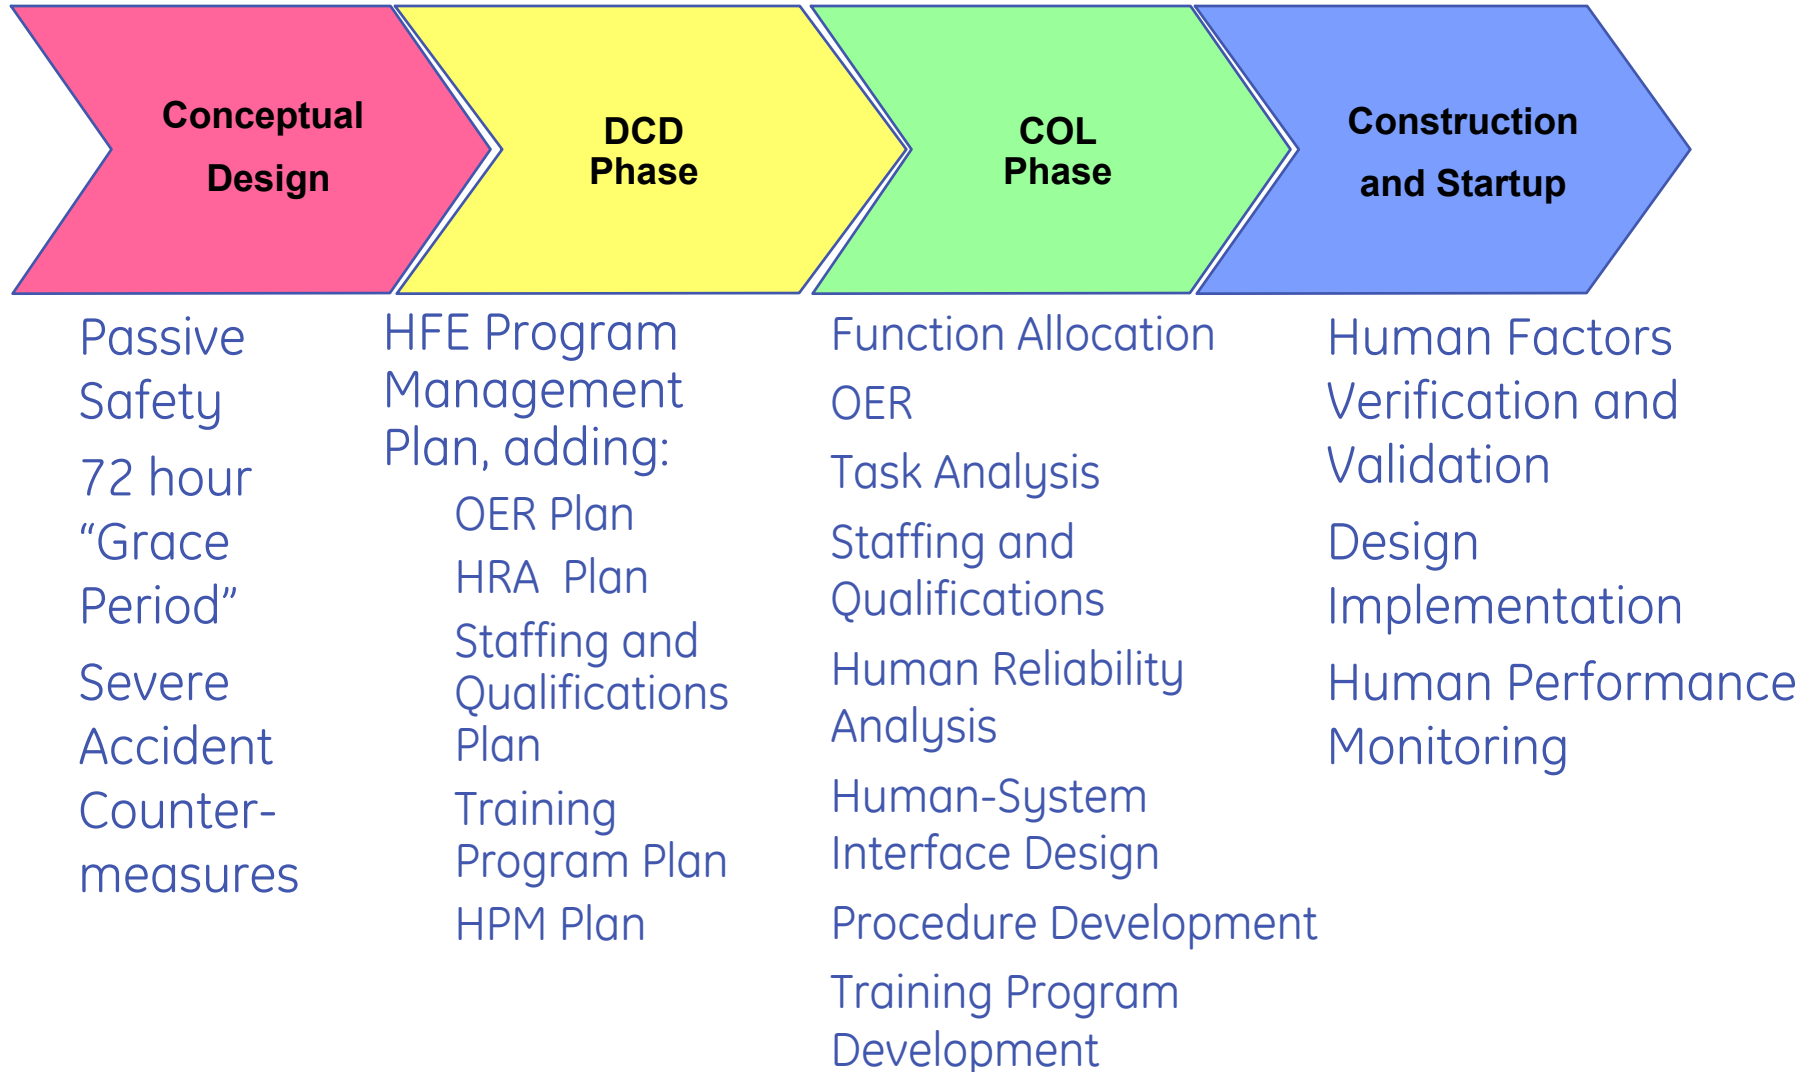 Conceptual
Design
DCD
Phase
COL
Phase
Construction
and Startup
Passive
Safety
72 hour
“Grace
Period”
Severe
Accident
Counter-
measures
HFE Program
Management
Plan, adding:
OER Plan
HRA  Plan
Staffing and
Qualifications
Plan
Training
Program Plan
HPM Plan
Function Allocation
OER
Task Analysis
Staffing and
Qualifications
Human Reliability
Analysis
Human-System
Interface Design
Procedure Development
Training Program
Development
Human Factors
Verification and
Validation
Design
Implementation
Human Performance
Monitoring